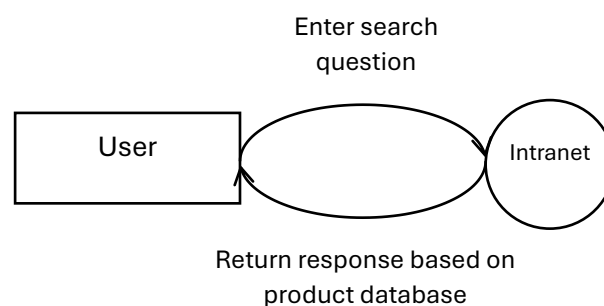 Enter search
question
User
Intranet
Return response based on
product database